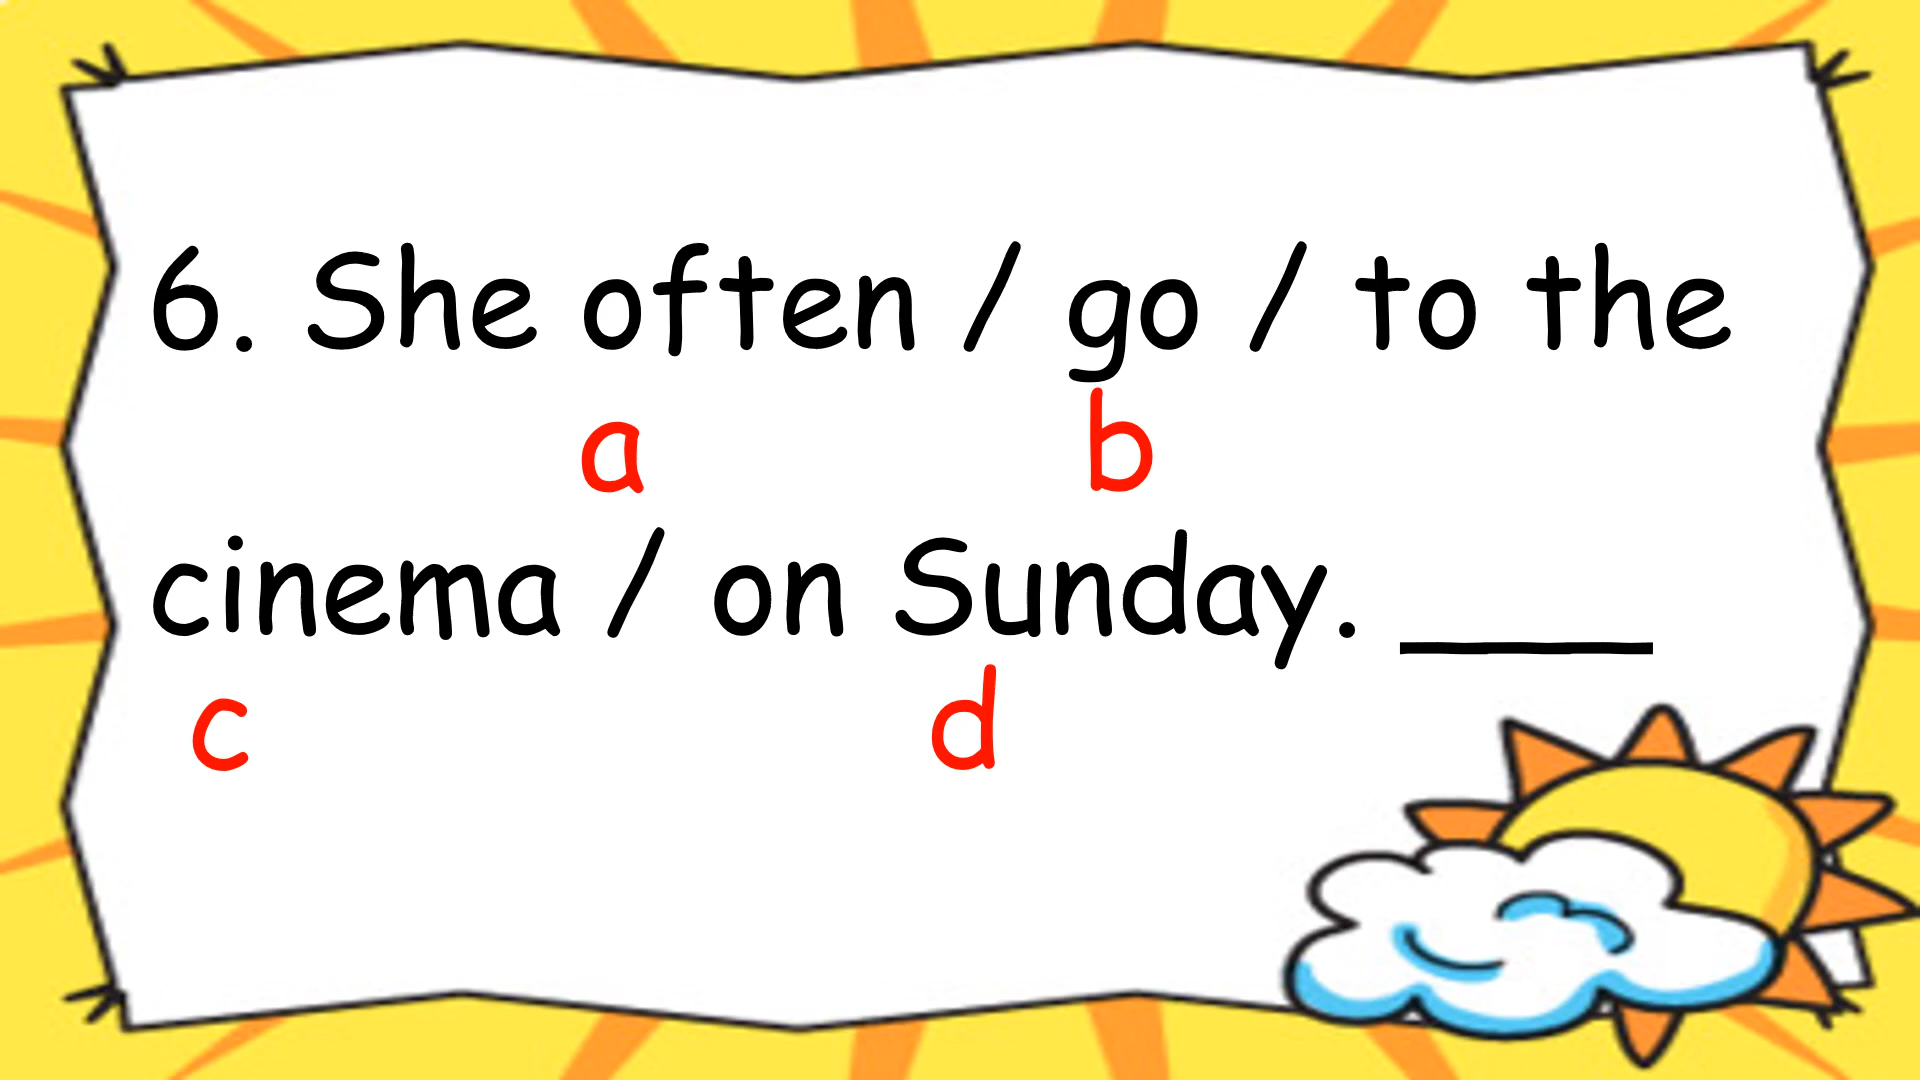 6. She often / go / to the
a b
cinema / on Sunday. ____
c d